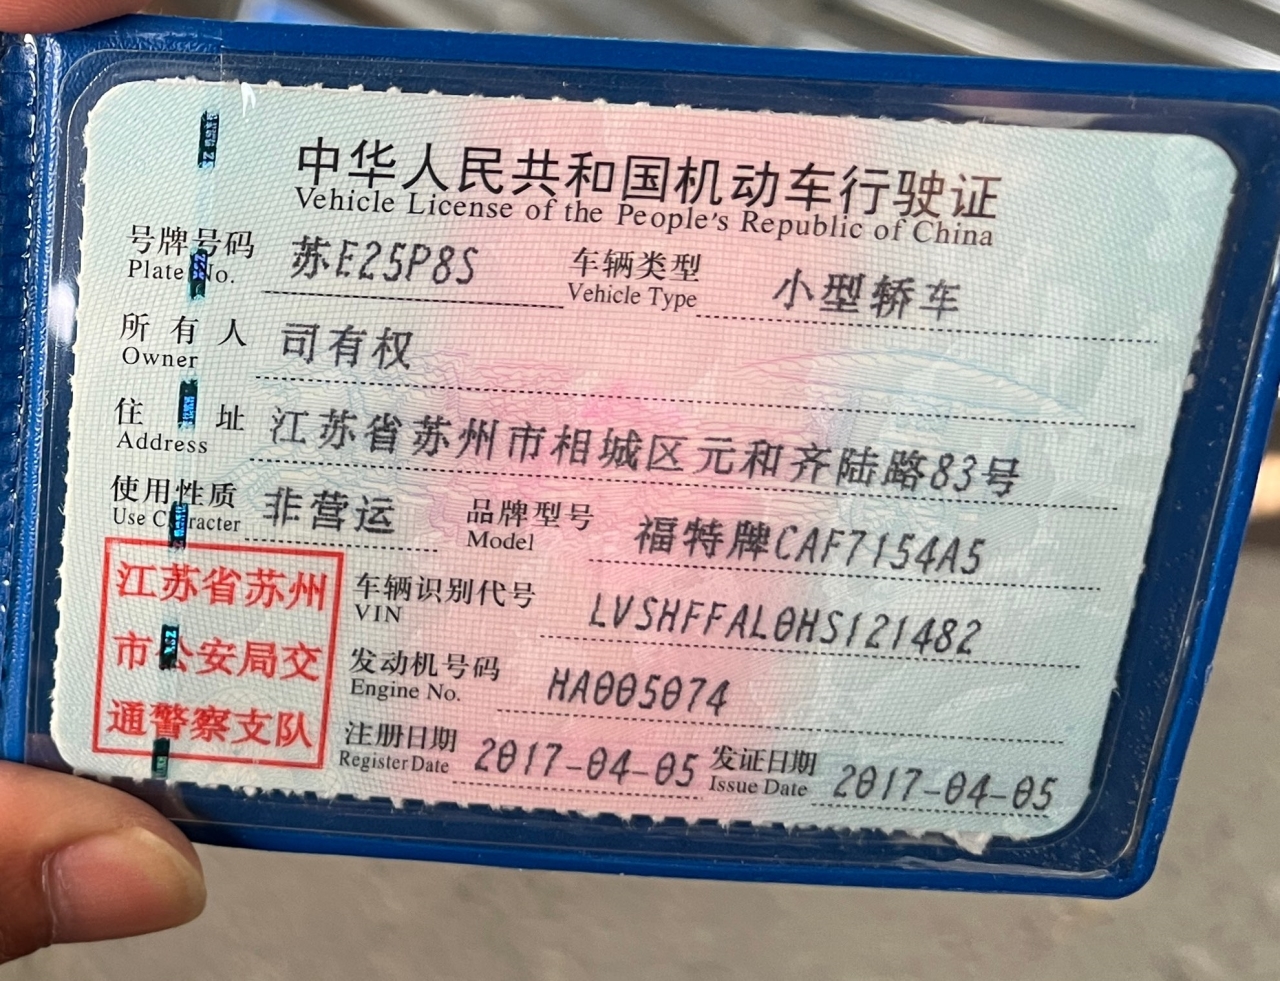 中华人民共和国机动车行驶证
Vehicle License of the People's Republic of China
号牌号码 苏E25P8S 车辆类型 小型轿车
Plate No. Vehicle Type
所有人 司有权
Owner
住址 江苏省苏州市相城区元和齐陆路83号
Address
使用性质 非营运 品牌型号 福特牌CAF7154A5
Use Character Model
江苏省苏州
市公安局交
通警察支队
车辆识别代号 LVSHFFAL0HS121482
VIN
发动机号码 HA005074
Engine No.
注册日期 2017-04-05 发证日期 2017-04-05
Register Date Issue Date